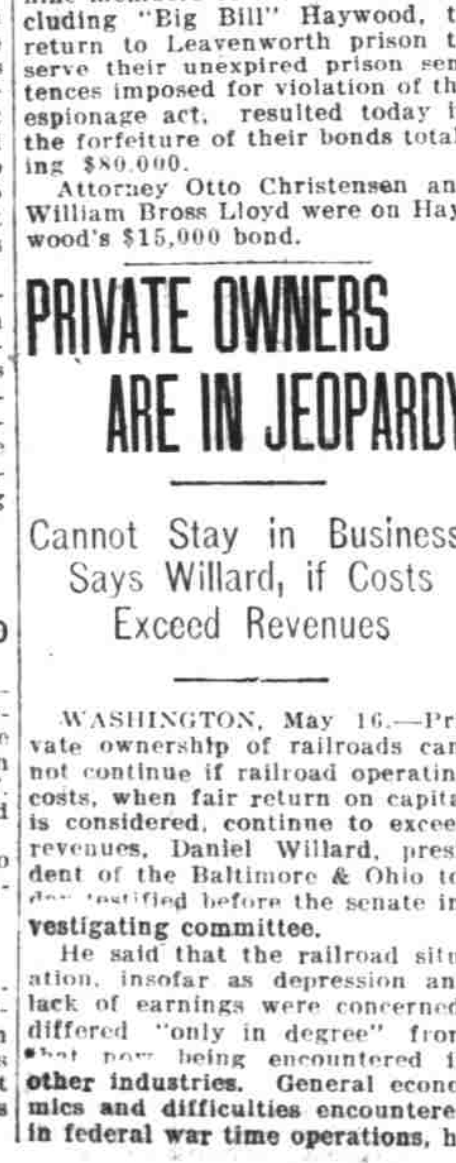 cluding "Big Bill" Haywood,
return to Leavenworth prison
serve their unexpired prison sen
tences imposed for violation of th
espionage act, resulted today
the forfeiture of their bonds total
ing $80,000.
Attorney Otto Christensen an
William Bross Lloyd were on Hay
wood's $15,000 bond.
PRIVATE OWNERS
ARE IN JEOPARDY
Cannot Stay in Business
Says Willard, if Costs
Exceed Revenues
WASHINGTON, May 16.—Pri
vate ownership of railroads can
not continue if railroad operatin
costs, when fair return on capita
is considered, continue to excee
revenues, Daniel Willard, presi
dent of the Baltimore & Ohio to
day testified before the senate in
vestigating committee.
He said that the railroad situ
ation, insofar as depression an
lack of earnings were concerned
differed "only in degree" from
that now being encountered i
other industries. General econo
mics and difficulties encountere
in federal war time operations, h